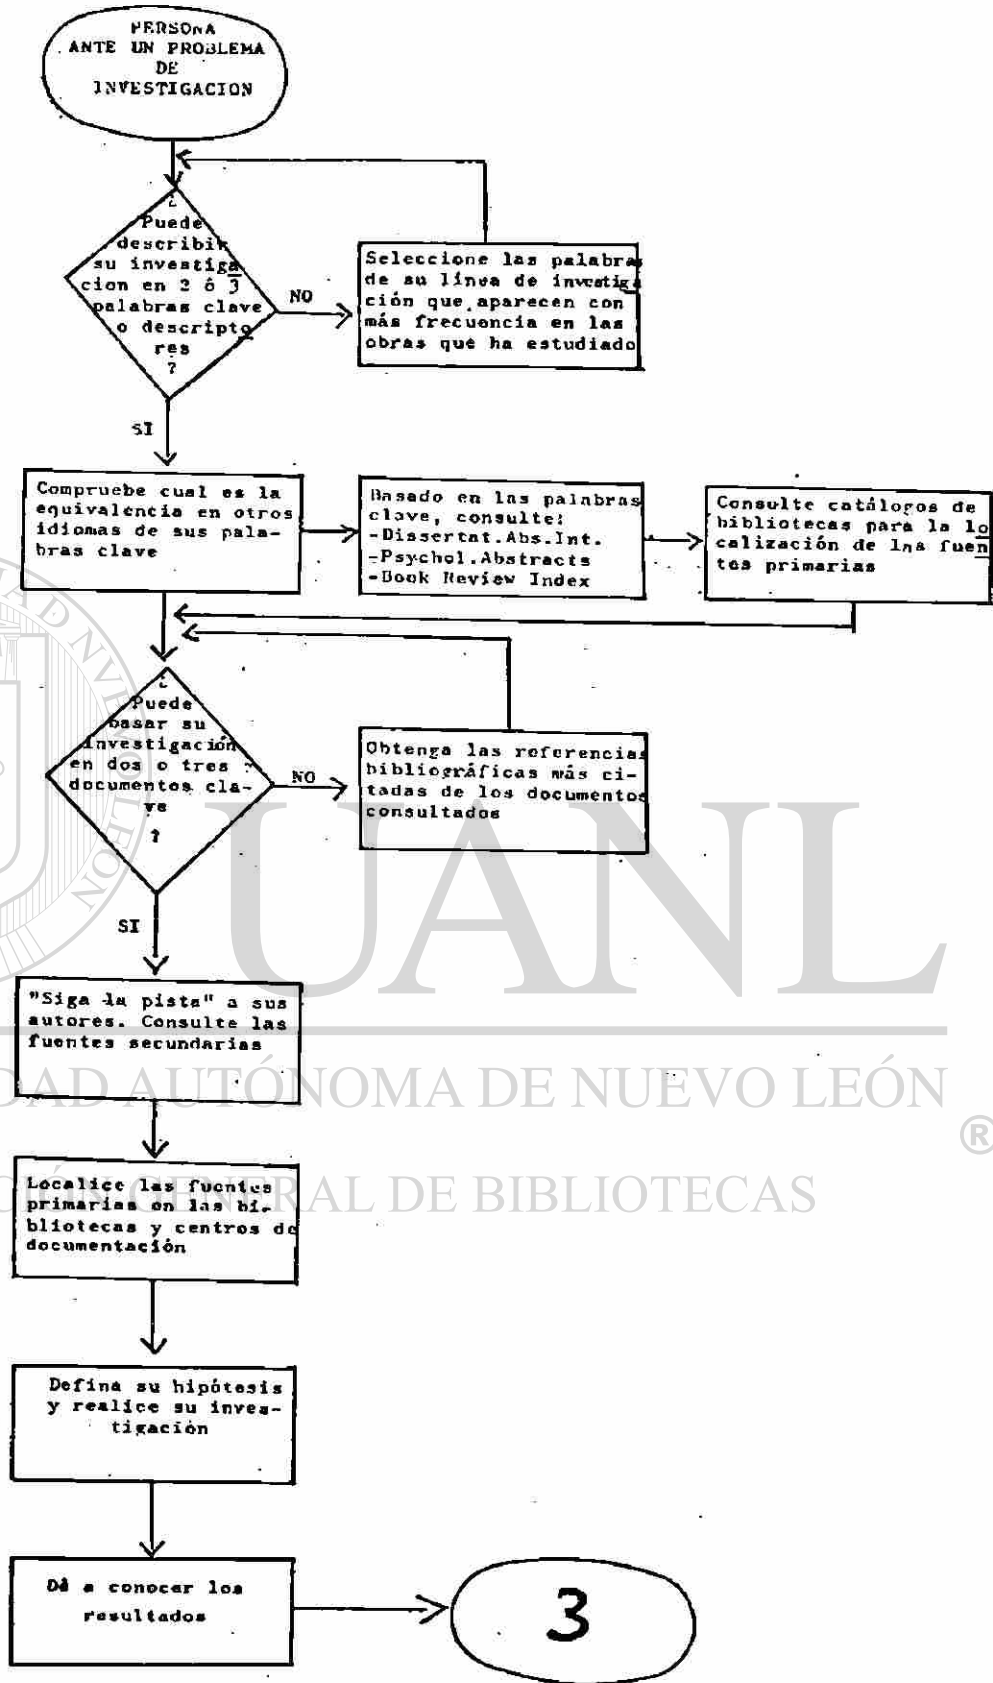 PERSONA
ANTE UN PROBLEMA
DE
INVESTIGACION
¿
Puede
describir
su investiga
cion en 2 ó 3
palabras clave
o descripto
res
?
NO
Seleccione las palabras
de su línea de investiga
ción que aparecen con
más frecuencia en las
obras que ha estudiado
SI
Compruebe cual es la
equivalencia en otros
idiomas de sus pala-
bras clave
Basado en las palabras
clave, consulte:
-Dissertat.Abs.Int.
-Psychol.Abstracts
-Book Review Index
Consulte catálogos de
bibliotecas para la lo
calización de las fuen
tes primarias
¿
Puede
basar su
investigación
en dos o tres
documentos cla-
ve
?
NO
Obtenga las referencias
bibliográficas más ci-
tadas de los documentos
consultados
SI
"Siga la pista" a sus
autores. Consulte las
fuentes secundarias
Localice las fuentes
primarias en las bi-
bliotecas y centros de
documentación
Defina su hipótesis
y realice su inves-
tigación
Dé a conocer los
resultados
3
UANL
DAD AUTÓNOMA DE NUEVO LEÓN
®
CIÓN GENERAL DE BIBLIOTECAS
AD NUEVO LEÓN